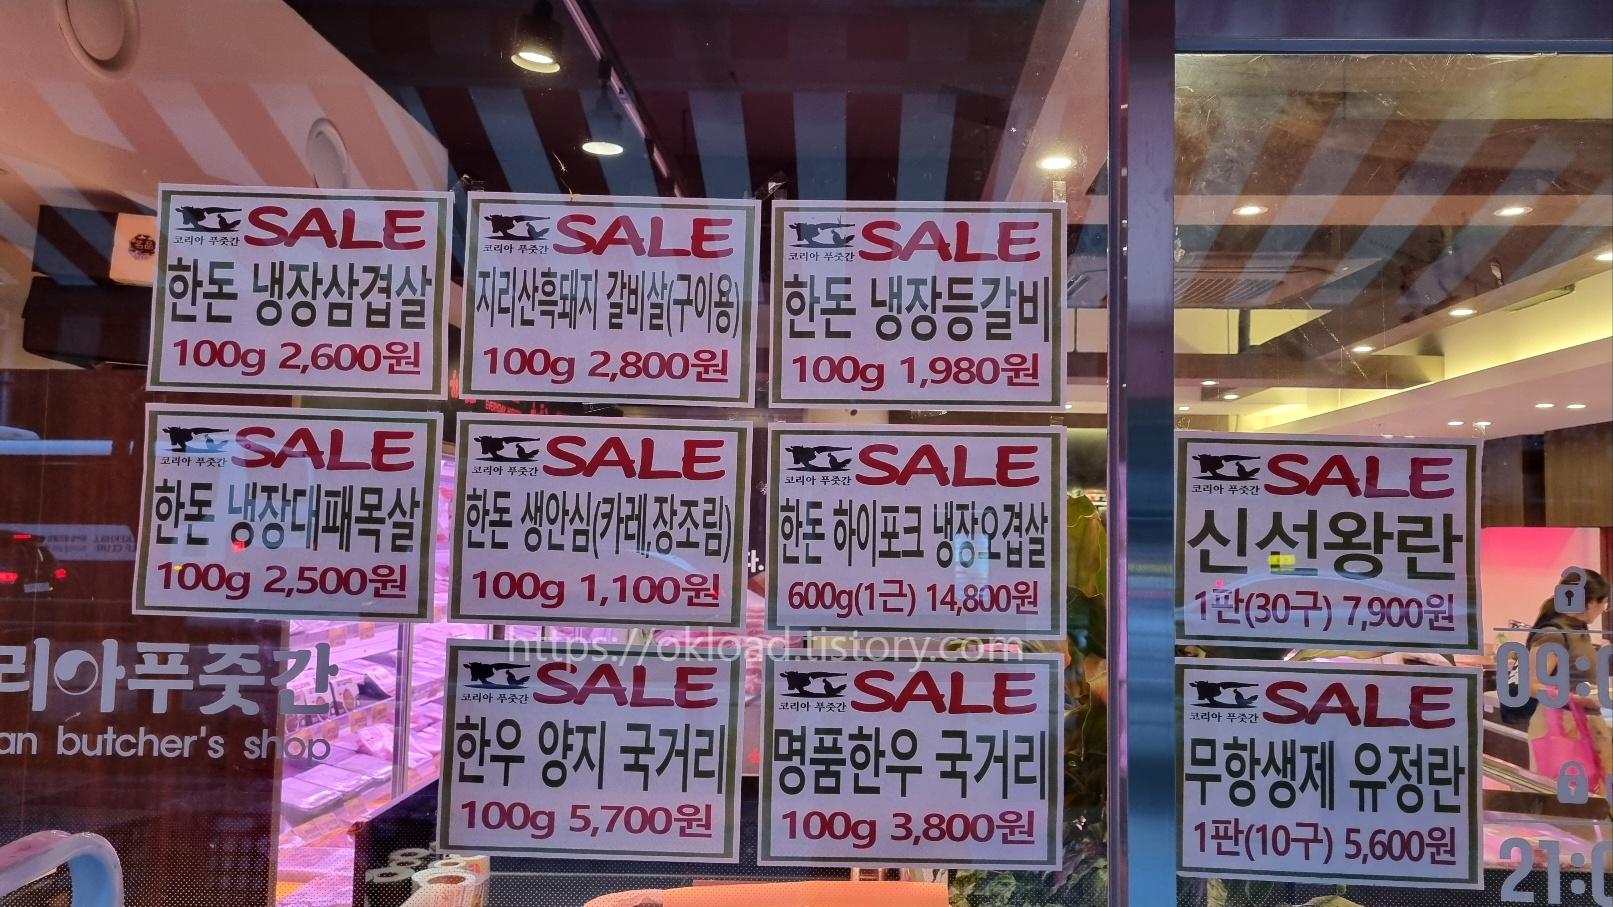 코리아 푸줏간 SALE
한돈 냉장삼겹살
100g 2,600원
코리아 푸줏간 SALE
지리산흑돼지 갈비살(구이용)
100g 2,800원
코리아 푸줏간 SALE
한돈 냉장등갈비
100g 1,980원
코리아 푸줏간 SALE
한돈 냉장대패목살
100g 2,500원
코리아 푸줏간 SALE
한돈 생안심(카레,장조림)
100g 1,100원
코리아 푸줏간 SALE
한돈 하이포크 냉장오겹살
600g(1근) 14,800원
코리아 푸줏간 SALE
신선왕란
1판(30구) 7,900원
https://okload.tistory.com
리아푸줏간
an butcher's shop
코리아 푸줏간 SALE
한우 양지 국거리
100g 5,700원
코리아 푸줏간 SALE
명품한우 국거리
100g 3,800원
코리아 푸줏간 SALE
무항생제 유정란
1판(10구) 5,600원
09:
21: